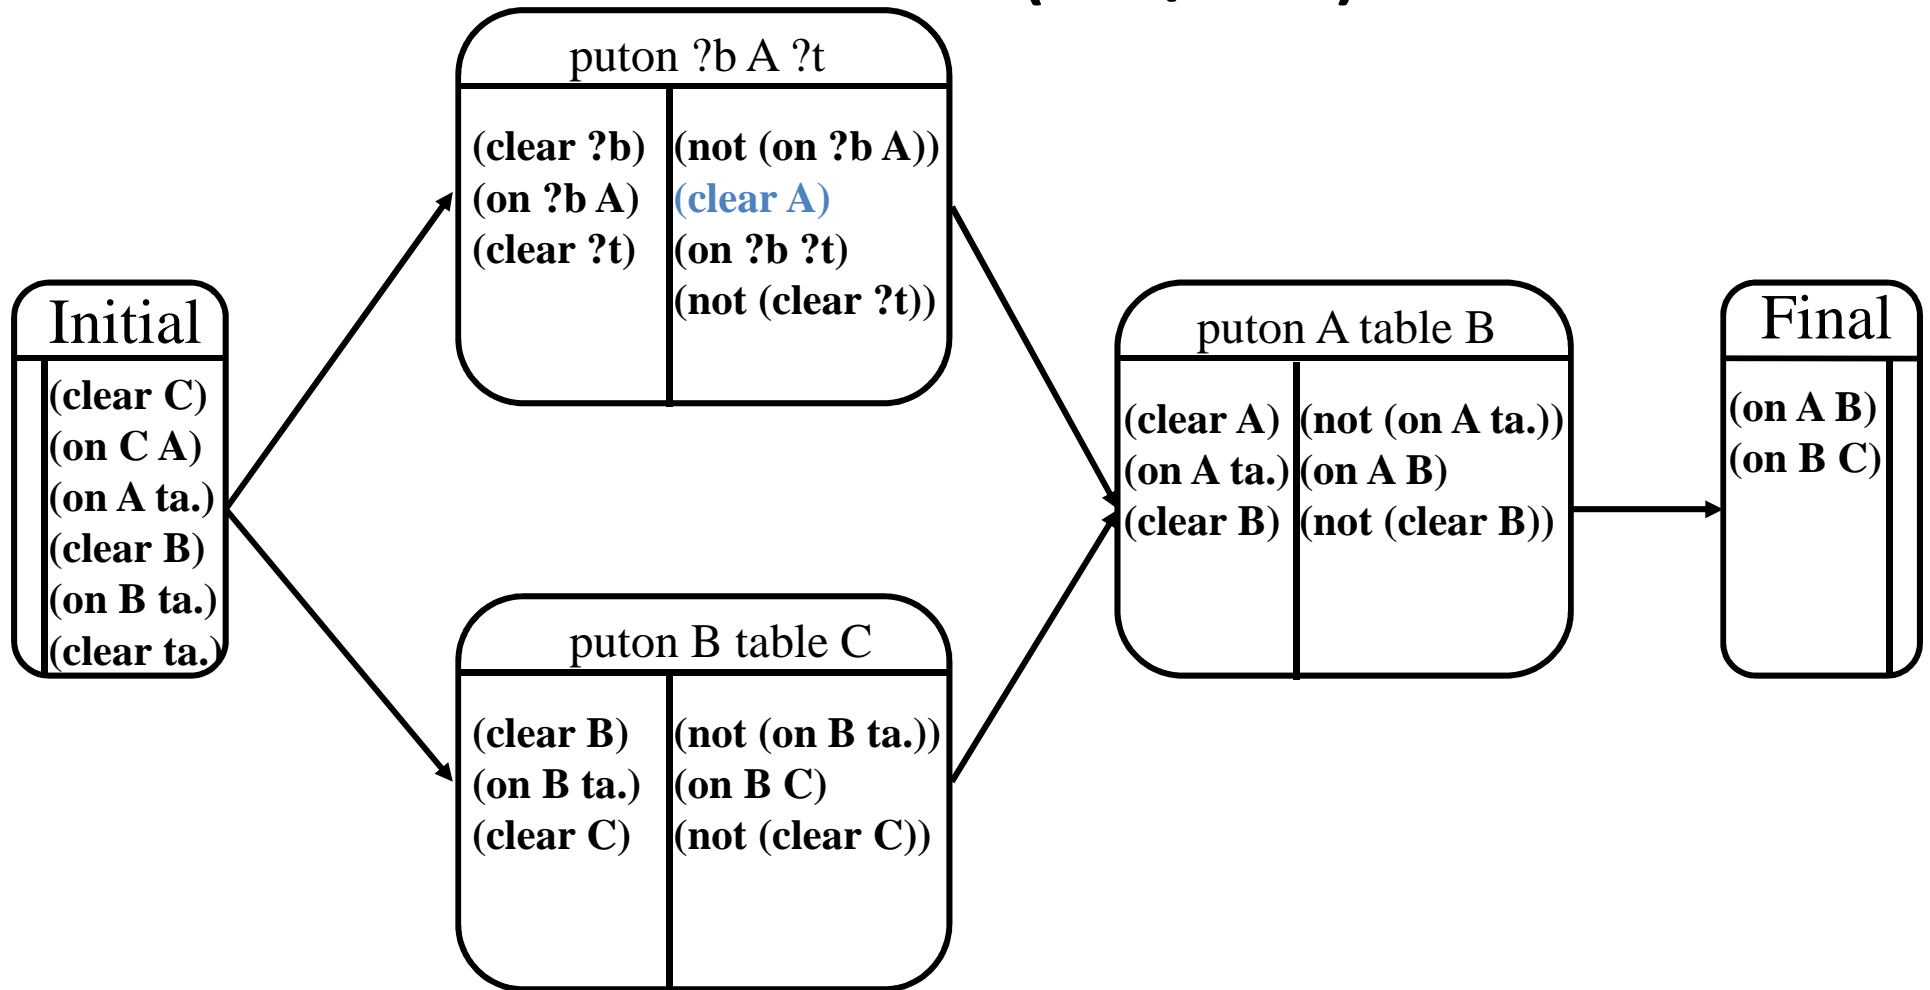 puton ?b A ?t
(clear ?b)
(on ?b A)
(clear ?t)
(not (on ?b A))
(clear A)
(on ?b ?t)
(not (clear ?t))
Initial
(clear C)
(on C A)
(on A ta.)
(clear B)
(on B ta.)
(clear ta.)
puton B table C
(clear B)
(on B ta.)
(clear C)
(not (on B ta.))
(on B C)
(not (clear C))
puton A table B
(clear A)
(on A ta.)
(clear B)
(not (on A ta.))
(on A B)
(not (clear B))
Final
(on A B)
(on B C)